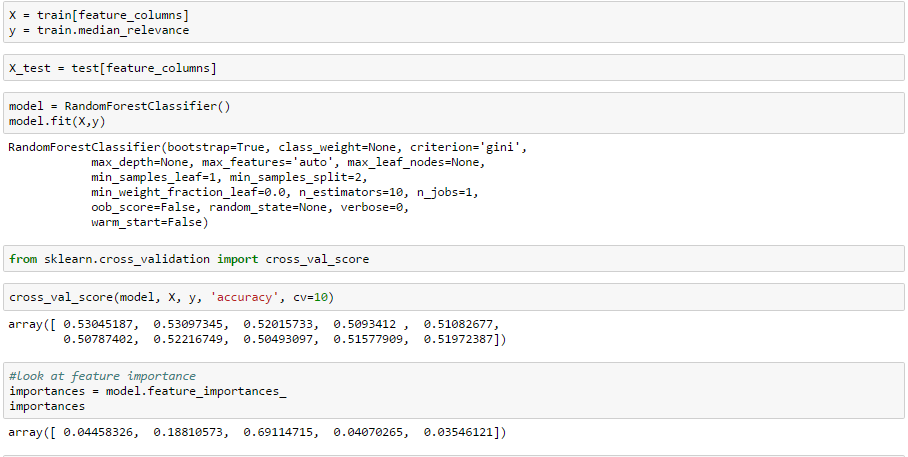 X = train[feature_columns]
y = train.median_relevance
X_test = test[feature_columns]
model = RandomForestClassifier()
model.fit(X,y)
RandomForestClassifier(bootstrap=True, class_weight=None, criterion='gini',
            max_depth=None, max_features='auto', max_leaf_nodes=None,
            min_samples_leaf=1, min_samples_split=2,
            min_weight_fraction_leaf=0.0, n_estimators=10, n_jobs=1,
            oob_score=False, random_state=None, verbose=0,
            warm_start=False)
from sklearn.cross_validation import cross_val_score
cross_val_score(model, X, y, 'accuracy', cv=10)
array([ 0.53045187,  0.53097345,  0.52015733,  0.5093412 ,  0.51082677,
        0.50787402,  0.52216749,  0.50493097,  0.51577909,  0.51972387])
#Look at feature importance
importances = model.feature_importances_
importances
array([ 0.04458326,  0.18810573,  0.69114715,  0.04070265,  0.03546121])